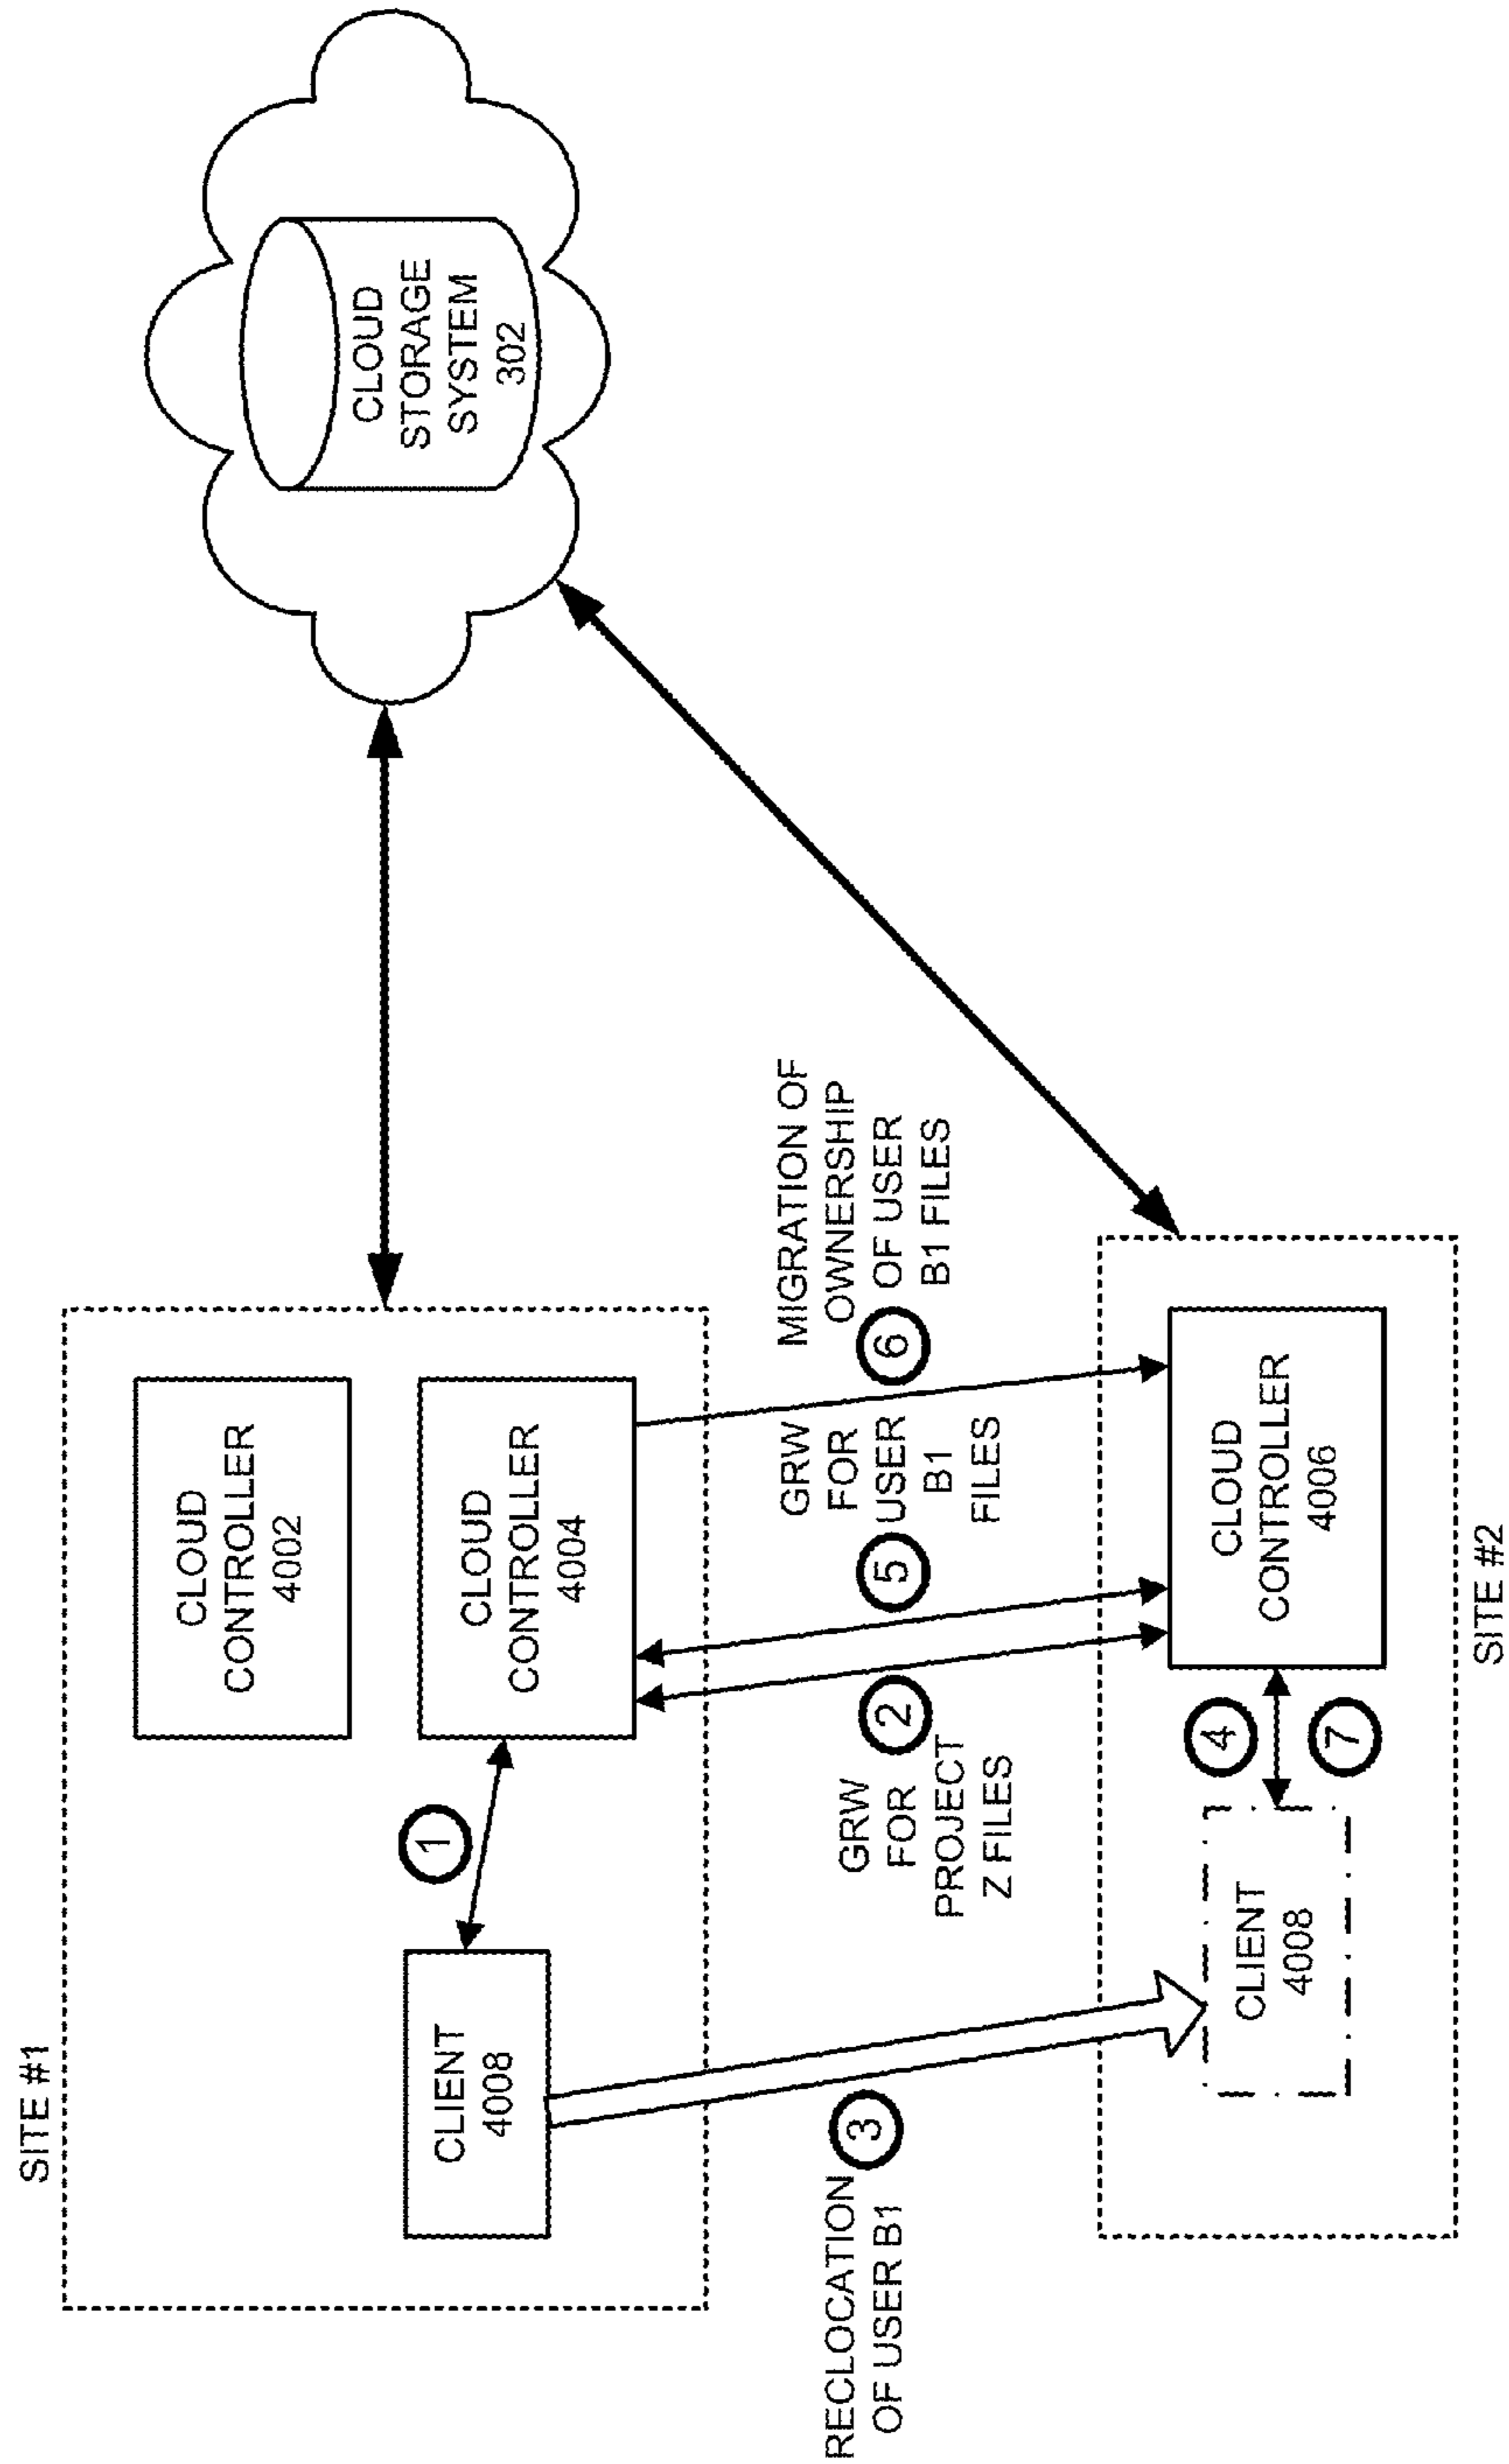 SITE #1
CLIENT
4008
1
CLOUD
CONTROLLER
4002
CLOUD
CONTROLLER
4004
CLOUD
STORAGE
SYSTEM
302
RECLOCATION
OF USER B1
3
GRW
FOR
PROJECT
Z FILES
2
5
GRW
FOR
USER
B1
FILES
6
MIGRATION OF
OWNERSHIP
OF USER
B1 FILES
CLIENT
4008
4
7
CLOUD
CONTROLLER
4006
SITE #2